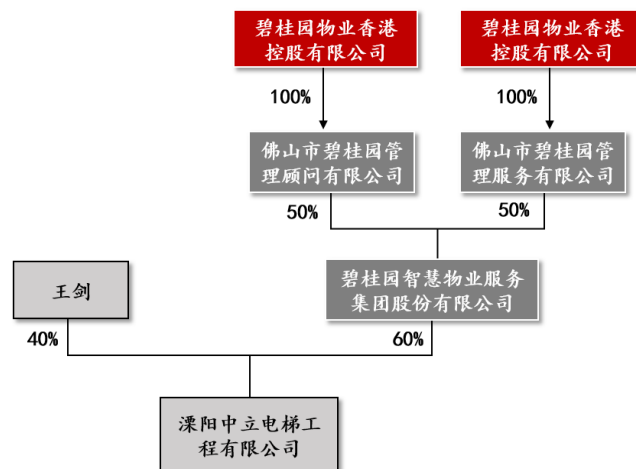 碧桂园物业香港
控股有限公司
碧桂园物业香港
控股有限公司
100%
100%
佛山市碧桂园管
理顾问有限公司
佛山市碧桂园管
理服务有限公司
50%
50%
王剑
碧桂园智慧物业服务
集团股份有限公司
40%
60%
溧阳中立电梯工
程有限公司